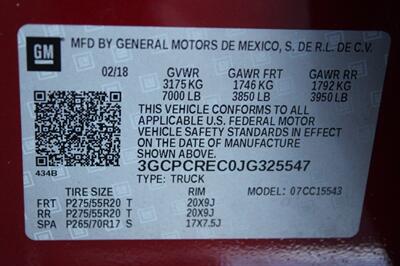 GM
MFD BY GENERAL MOTORS DE MEXICO, S. DE R.L. DE C.V.
02/18 GVWR GAWR FRT GAWR RR
3175 KG 1746 KG 1792 KG
7000 LB 3850 LB 3950 LB
THIS VEHICLE CONFORMS TO ALL
APPLICABLE U.S. FEDERAL MOTOR
VEHICLE SAFETY STANDARDS IN EFFECT
ON THE DATE OF MANUFACTURE
SHOWN ABOVE.
3GCPCREC0JG325547
434B
TYPE: TRUCK MODEL: 07CC15543
TIRE SIZE RIM
FRT P275/55R20 T 20X9J
RR P275/55R20 T 20X9J
SPA P265/70R17 S 17X7.5J